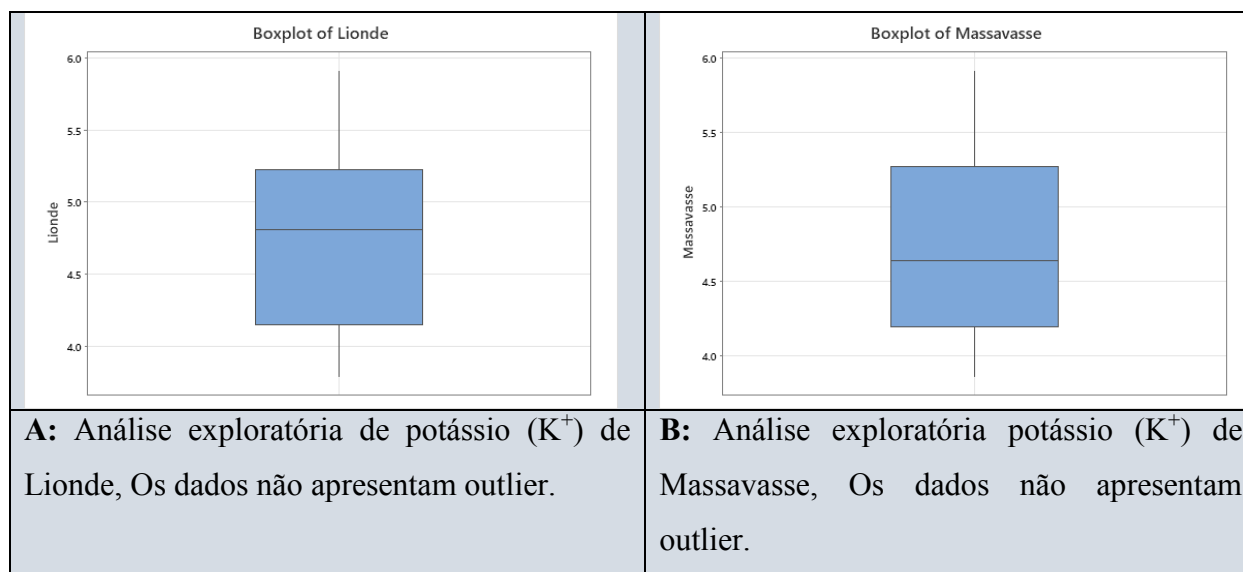 Boxplot of Lionde
6.0
5.5
5.0
4.5
4.0
Lionde
Boxplot of Massavasse
6.0
5.5
5.0
4.5
4.0
Massavasse
A: Análise exploratória de potássio (K+) de
Lionde, Os dados não apresentam outlier.
B: Análise exploratória potássio (K+) de
Massavasse, Os dados não apresentam
outlier.